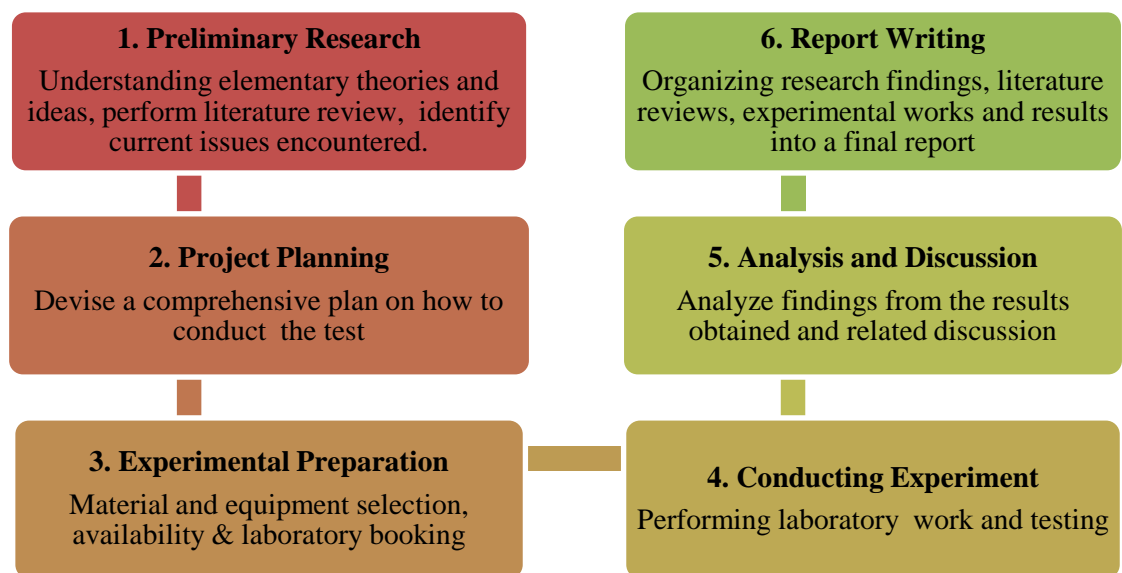 1. Preliminary Research
Understanding elementary theories and
ideas, perform literature review, identify
current issues encountered.
2. Project Planning
Devise a comprehensive plan on how to
conduct the test
3. Experimental Preparation
Material and equipment selection,
availability & laboratory booking
4. Conducting Experiment
Performing laboratory work and testing
5. Analysis and Discussion
Analyze findings from the results
obtained and related discussion
6. Report Writing
Organizing research findings, literature
reviews, experimental works and results
into a final report